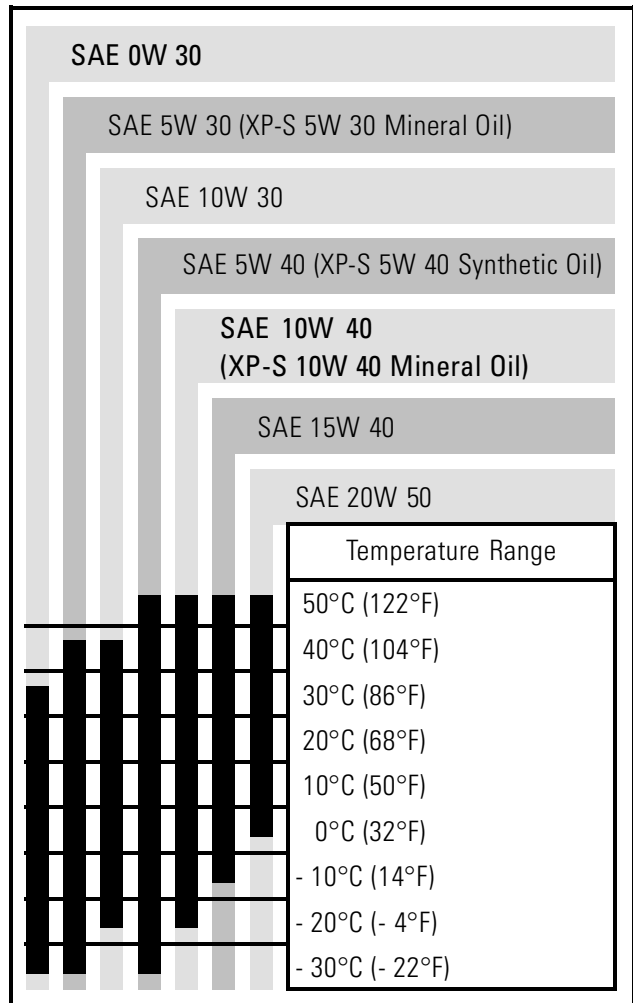 SAE 0W 30
SAE 5W 30 (XP-S 5W 30 Mineral Oil)
SAE 10W 30
SAE 5W 40 (XP-S 5W 40 Synthetic Oil)
SAE 10W 40
(XP-S 10W 40 Mineral Oil)
SAE 15W 40
SAE 20W 50
Temperature Range
50°C (122°F)
40°C (104°F)
30°C (86°F)
20°C (68°F)
10°C (50°F)
0°C (32°F)
- 10°C (14°F)
- 20°C (- 4°F)
- 30°C (- 22°F)